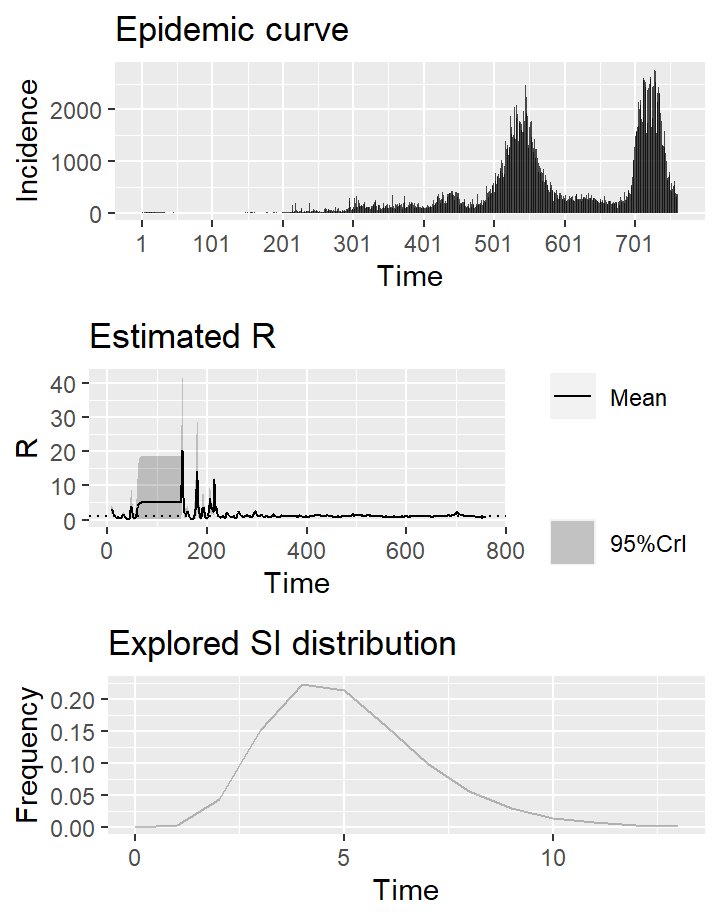 Epidemic curve
Incidence
2000
1000
0
1 101 201 301 401 501 601 701
Time
Estimated R
R
40
30
20
10
0
0 200 400 600 800
Time
Mean
95%CrI
Explored SI distribution
Frequency
0.20
0.15
0.10
0.05
0.00
0 5 10
Time